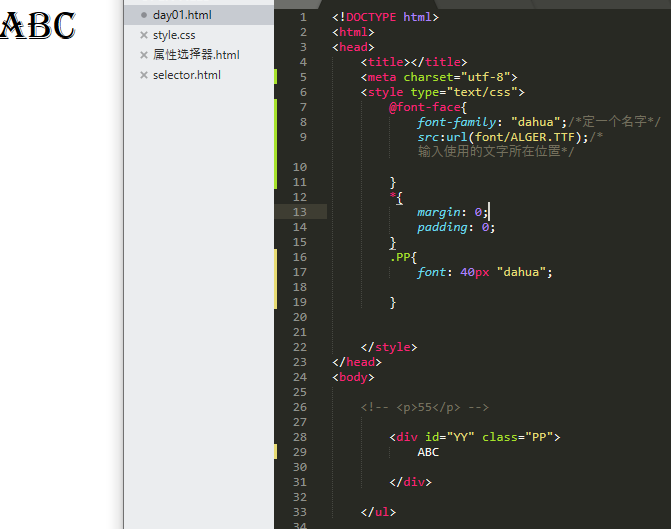 ABC
day01.html
style.css
属性选择器.html
selector.html
1 <!DOCTYPE html>
2 <html>
3 <head>
4 <title></title>
5 <meta charset="utf-8">
6 <style type="text/css">
7 @font-face{
8 font-family: "dahua";/*定一个名字*/
9 src:url(font/ALGER.TTF);/*
输入使用的文字所在位置*/
10
11 }
12 *{
13 margin: 0;
14 padding: 0;
15 }
16 .PP{
17 font: 40px "dahua";
18
19 }
20
21
22 </style>
23 </head>
24 <body>
25
26 <!-- <p>55</p> -->
27
28 <div id="YY" class="PP">
29 ABC
30
31 </div>
32
33 </ul>
34